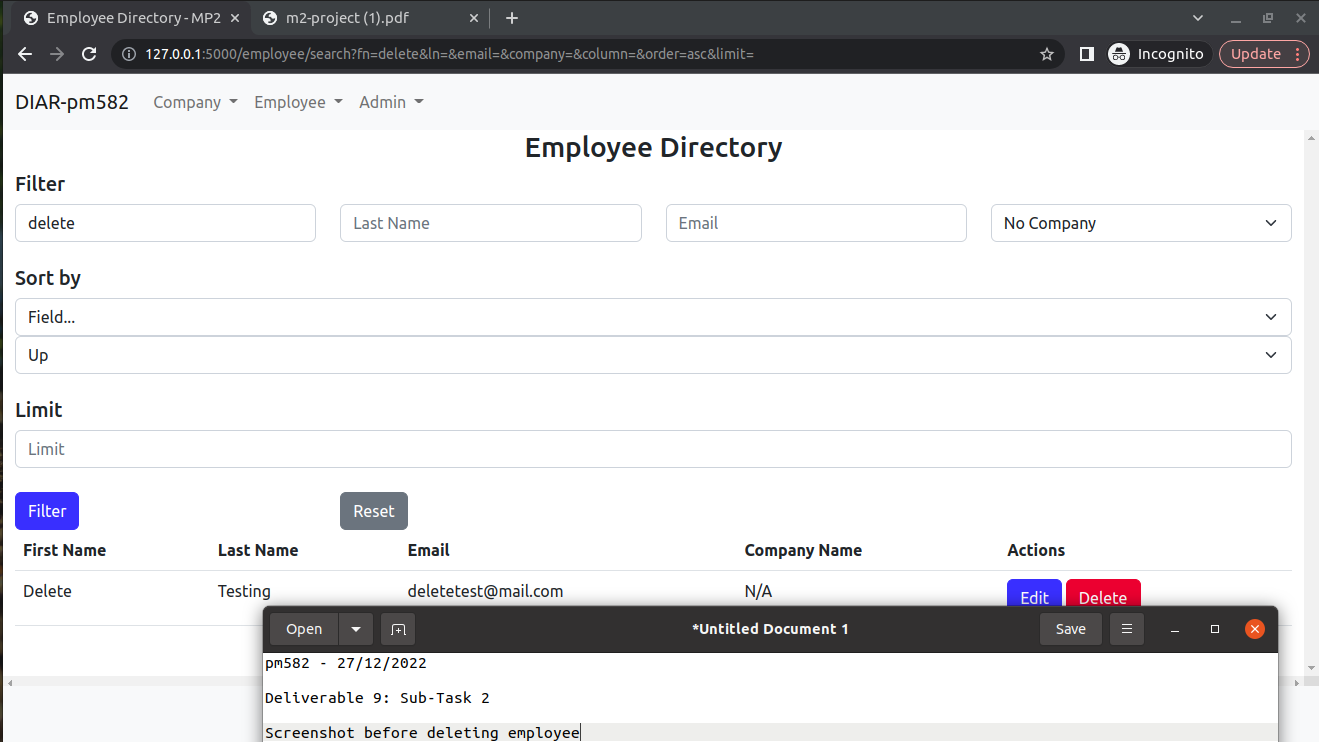 Employee Directory - MP2
m2-project (1).pdf
127.0.0.1:5000/employee/search?fn=delete&ln=&email=&company=&column=&order=asc&limit=
Incognito
Update
DIAR-pm582 Company Employee Admin
Employee Directory
Filter
delete Last Name Email No Company
Sort by
Field...
Up
Limit
Limit
Filter Reset
First Name Last Name Email Company Name Actions
Delete Testing deletetest@mail.com N/A Edit Delete
Open *Untitled Document 1 Save
pm582 - 27/12/2022
Deliverable 9: Sub-Task 2
Screenshot before deleting employee